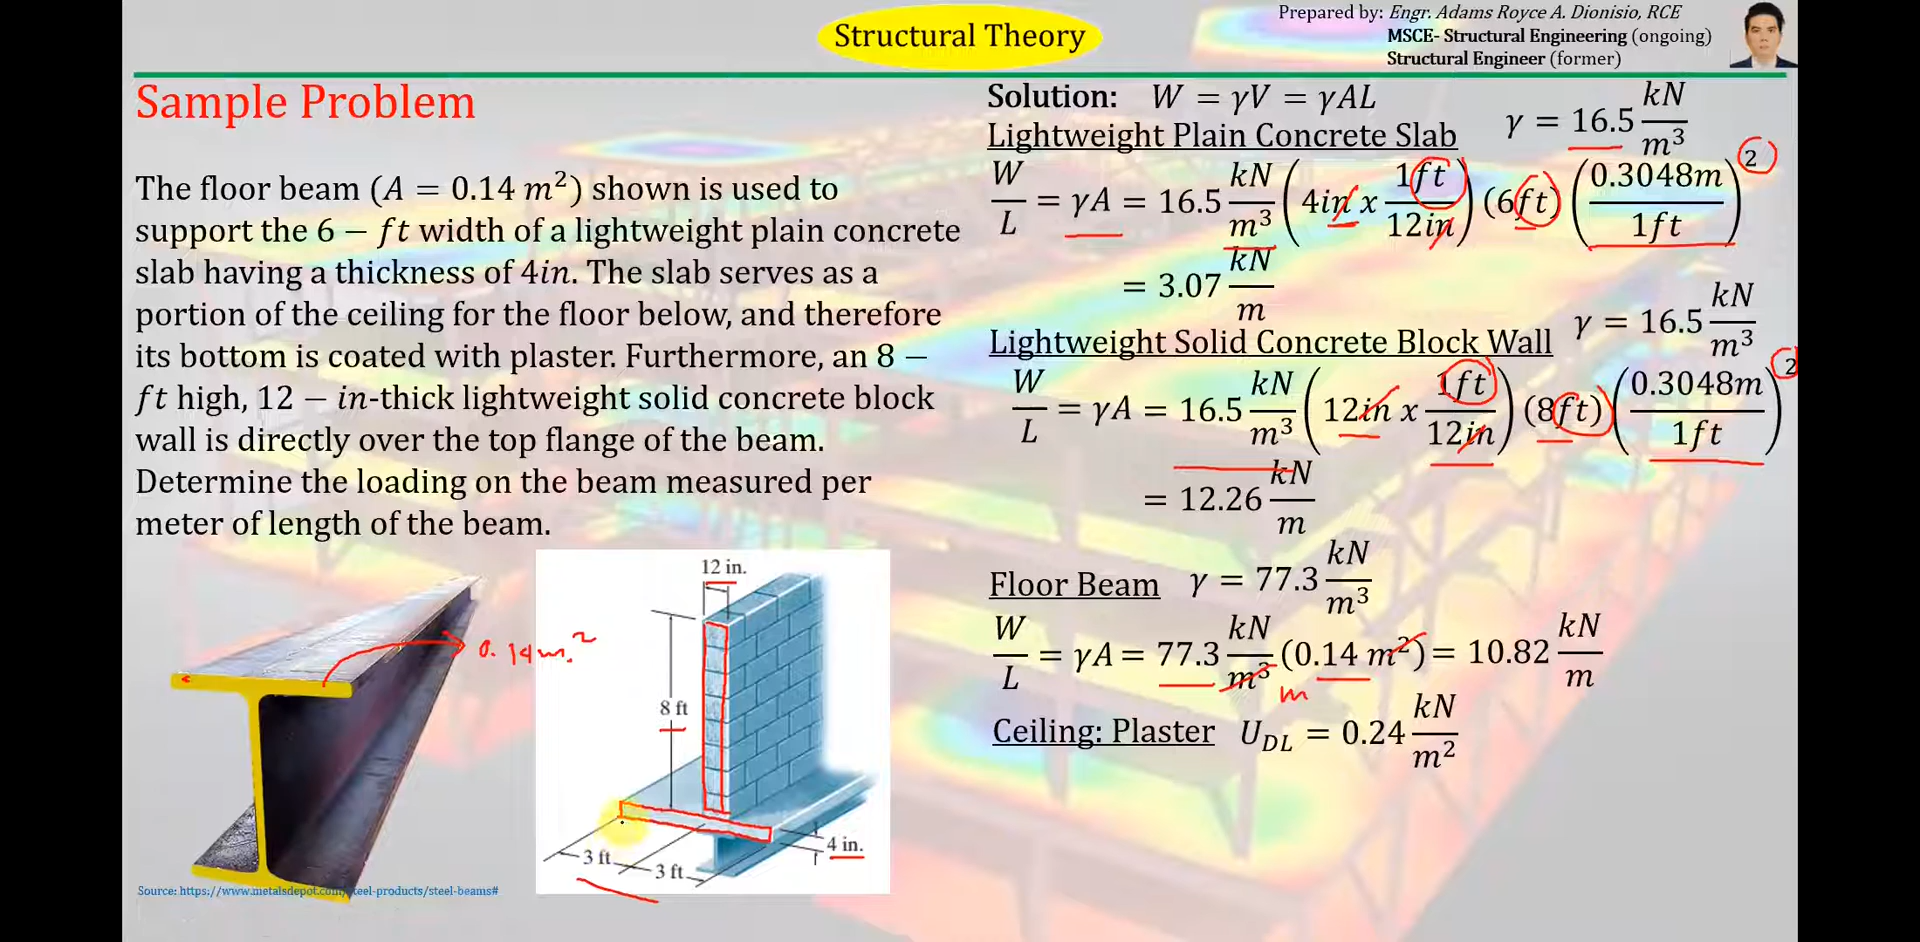 Structural Theory
Prepared by: Engr. Adams Royce A. Dionisio, RCE
MSCE- Structural Engineering (ongoing)
Structural Engineer (former)
Sample Problem
The floor beam (A = 0.14 m²) shown is used to
support the 6 − ft width of a lightweight plain concrete
slab having a thickness of 4in. The slab serves as a
portion of the ceiling for the floor below, and therefore
its bottom is coated with plaster. Furthermore, an 8 −
ft high, 12 − in-thick lightweight solid concrete block
wall is directly over the top flange of the beam.
Determine the loading on the beam measured per
meter of length of the beam.
0.14 m.²
Source: https://www.metalsdepot.com/steel-products/steel-beams#
12 in.
8 ft
4 in.
3 ft
3 ft
Solution: W = γV = γAL
Lightweight Plain Concrete Slab γ = 16.5 kN/m³
W/L = γA = 16.5 kN/m³ (4in x 1ft/12in) (6ft) (0.3048m/1ft)²
= 3.07 kN/m
Lightweight Solid Concrete Block Wall γ = 16.5 kN/m³
W/L = γA = 16.5 kN/m³ (12in x 1ft/12in) (8ft) (0.3048m/1ft)²
= 12.26 kN/m
Floor Beam γ = 77.3 kN/m³
W/L = γA = 77.3 kN/m³ (0.14 m²) = 10.82 kN/m
m
Ceiling: Plaster U_DL = 0.24 kN/m²